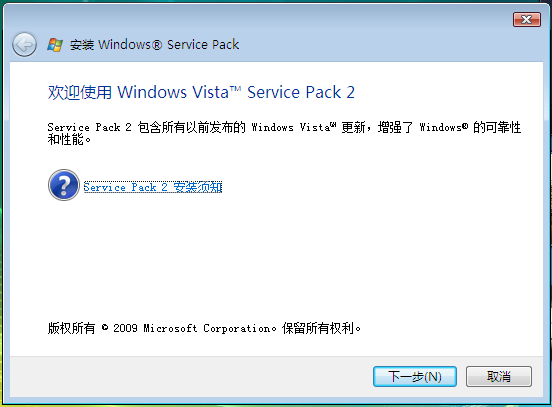 安装 Windows® Service Pack
欢迎使用 Windows Vista™ Service Pack 2
Service Pack 2 包含所有以前发布的 Windows Vista™ 更新，增强了 Windows® 的可靠性
和性能。
Service Pack 2 安装须知
版权所有 © 2009 Microsoft Corporation。保留所有权利。
下一步(N)
取消